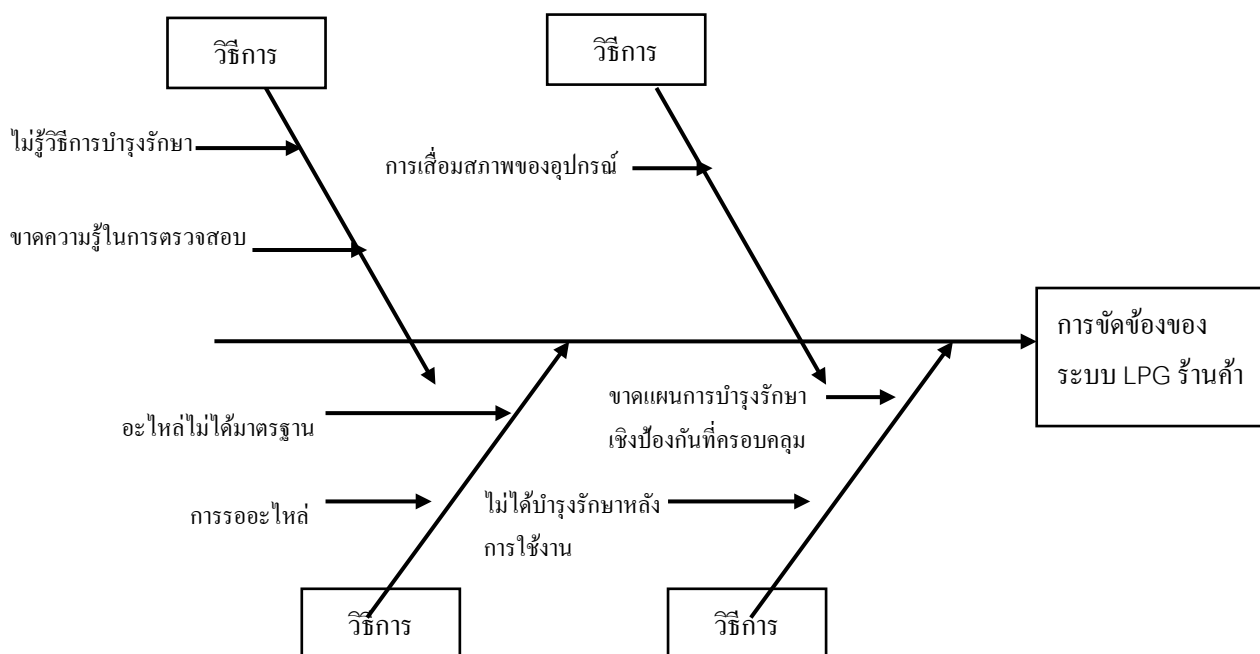 วิธีการ
วิธีการ
ไม่รู้วิธีการบำรุงรักษา
การเสื่อมสภาพของอุปกรณ์
ขาดความรู้ในการตรวจสอบ
การขัดข้องของ
ระบบ LPG ร้านค้า
ขาดแผนการบำรุงรักษา
เชิงป้องกันที่ครอบคลุม
อะไหล่ไม่ได้มาตรฐาน
การรออะไหล่
ไม่ได้บำรุงรักษาหลัง
การใช้งาน
วิธีการ
วิธีการ